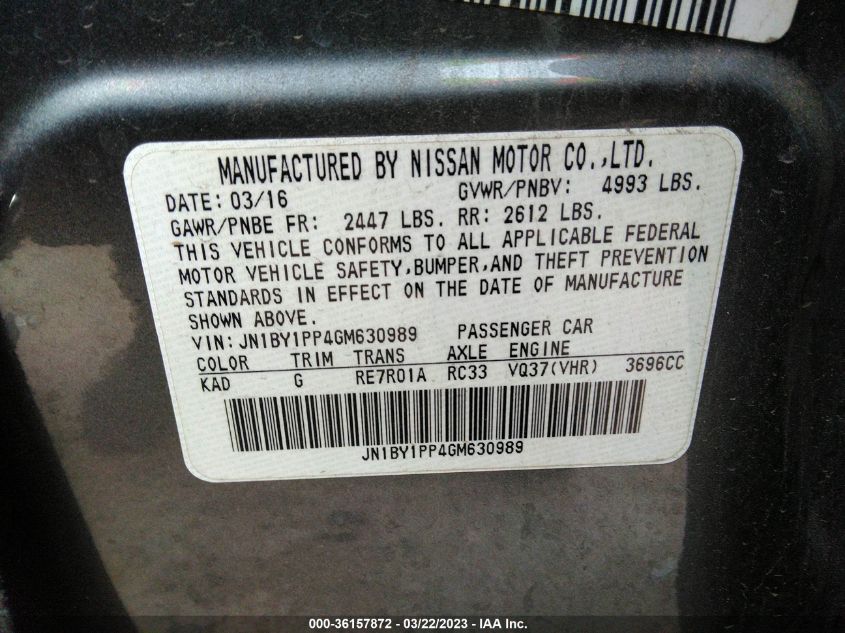 MANUFACTURED BY NISSAN MOTOR CO.,LTD.
DATE: 03/16 GVWR/PNBV: 4993 LBS.
GAWR/PNBE FR: 2447 LBS. RR: 2612 LBS.
THIS VEHICLE CONFORMS TO ALL APPLICABLE FEDERAL
MOTOR VEHICLE SAFETY,BUMPER,AND THEFT PREVENTION
STANDARDS IN EFFECT ON THE DATE OF MANUFACTURE
SHOWN ABOVE.
VIN: JN1BY1PP4GM630989 PASSENGER CAR
COLOR TRIM TRANS AXLE ENGINE
KAD G RE7R01A RC33 VQ37(VHR) 3696CC
JN1BY1PP4GM630989
000-36157872 - 03/22/2023 - IAA Inc.